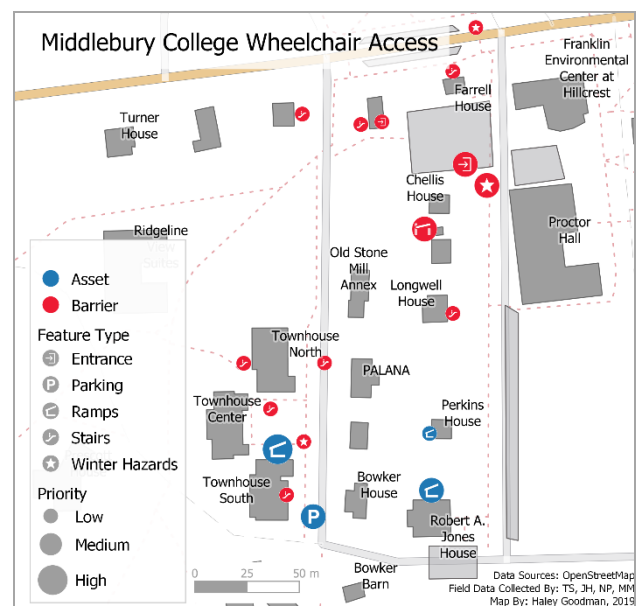 Middlebury College Wheelchair Access
Franklin
Environmental
Center at
Hillcrest
Farrell
House
Turner
House
Chellis
House
Proctor
Hall
Ridgeline
View
Suites
Old Stone
Mill
Annex
Longwell
House
Townhouse
North
PALANA
Townhouse
Center
Perkins
House
Townhouse
South
Bowker
House
Robert A.
Jones
House
Bowker
Barn
Asset
Barrier
Feature Type
Entrance
P
Parking
Ramps
Stairs
Winter Hazards
Priority
Low
Medium
High
P
0 25 50 m
Data Sources: OpenStreetMap
Field Data Collected By: TS, JH, NP, MM
Map By: Haley Goodman, 2019